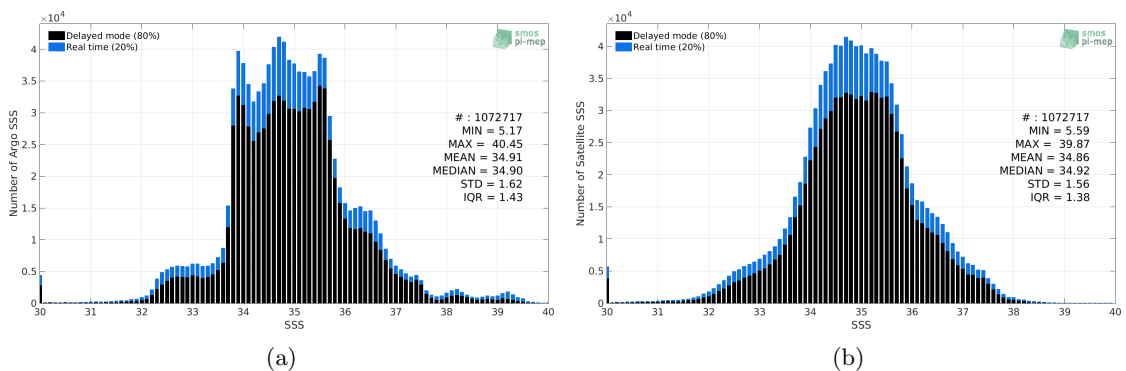 ×10⁴
Delayed mode (80%)
Real time (20%)
smos
pi-mep
# : 1072717
MIN = 5.17
MAX = 40.45
MEAN = 34.91
MEDIAN = 34.90
STD = 1.62
IQR = 1.43
Number of Argo SSS
4
3.5
3
2.5
2
1.5
1
0.5
0
30 31 32 33 34 35 36 37 38 39 40
SSS
(a)
×10⁴
Delayed mode (80%)
Real time (20%)
smos
pi-mep
# : 1072717
MIN = 5.59
MAX = 39.87
MEAN = 34.86
MEDIAN = 34.92
STD = 1.56
IQR = 1.38
Number of Satellite SSS
4
3.5
3
2.5
2
1.5
1
0.5
0
30 31 32 33 34 35 36 37 38 39 40
SSS
(b)